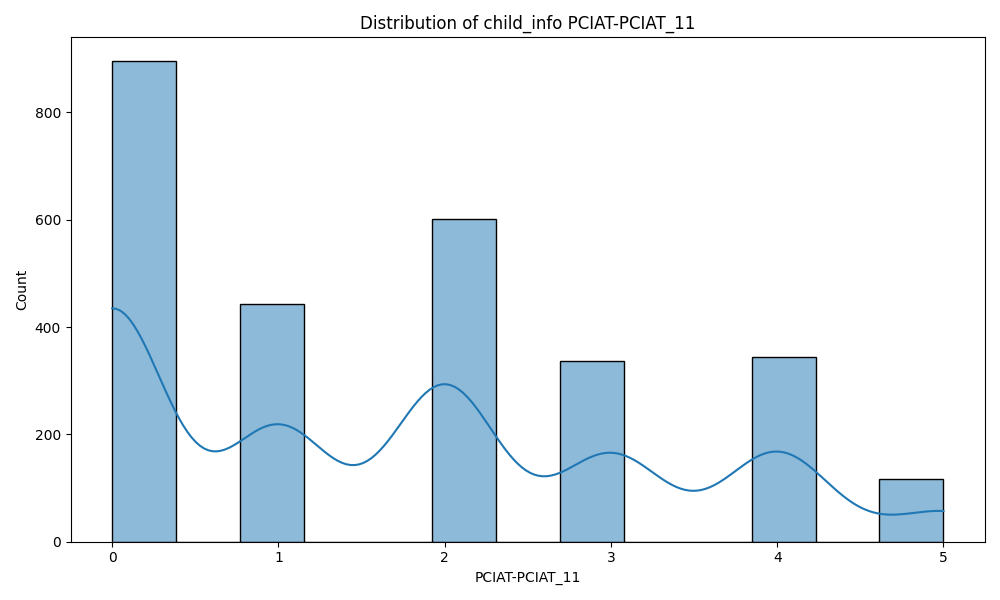 Distribution of child_info PCIAT-PCIAT_11
Count
800
600
400
200
0
0 1 2 3 4 5
PCIAT-PCIAT_11